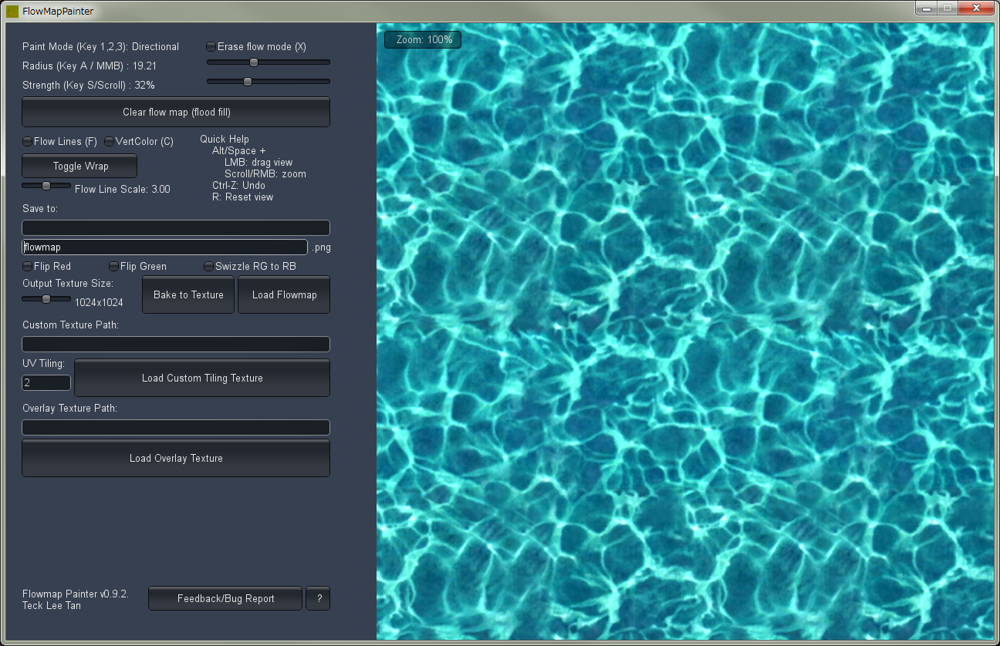 FlowMapPainter
Paint Mode (Key 1,2,3): Directional
Erase flow mode (X)
Radius (Key A / MMB) : 19.21
Strength (Key S/Scroll) : 32%
Clear flow map (flood fill)
Flow Lines (F)
VertColor (C)
Toggle Wrap
Flow Line Scale: 3.00
Quick Help
Alt/Space +
LMB: drag view
Scroll/RMB: zoom
Ctrl-Z: Undo
R: Reset view
Save to:
flowmap
.png
Flip Red
Flip Green
Swizzle RG to RB
Output Texture Size:
1024x1024
Bake to Texture
Load Flowmap
Custom Texture Path:
UV Tiling:
2
Load Custom Tiling Texture
Overlay Texture Path:
Load Overlay Texture
Flowmap Painter v0.9.2.
Teck Lee Tan
Feedback/Bug Report
?
Zoom: 100%